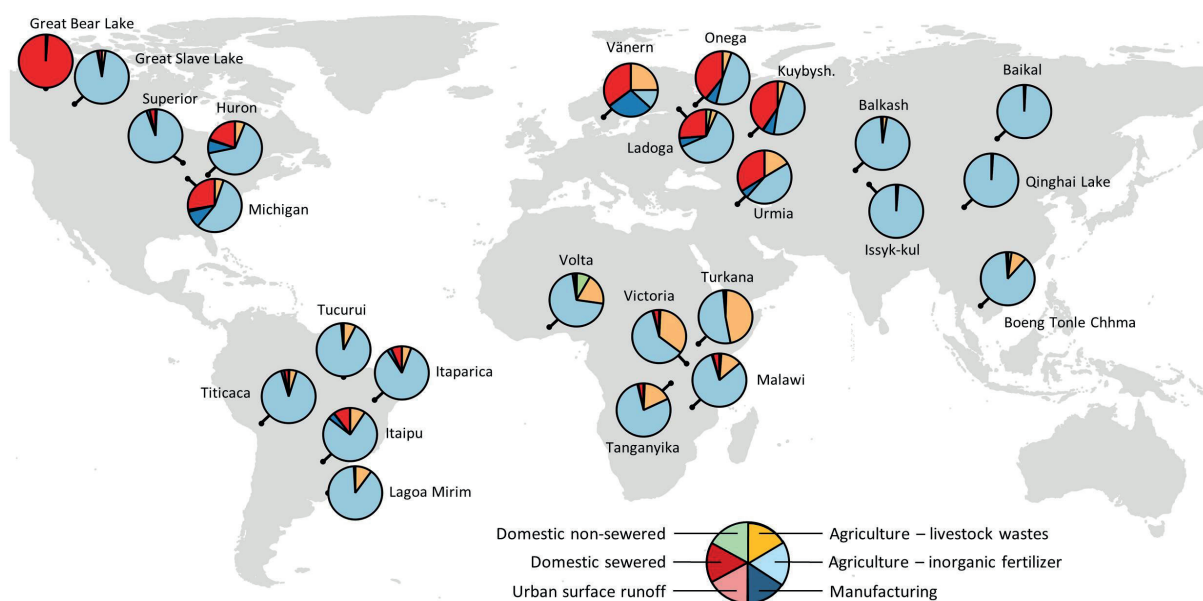 Great Bear Lake
Great Slave Lake
Superior
Huron
Michigan
Vänern
Onega
Kuybysh.
Ladoga
Urmia
Balkash
Baikal
Qinghai Lake
Issyk-kul
Boeng Tonle Chhma
Volta
Victoria
Turkana
Malawi
Tanganyika
Tucurui
Itaparica
Titicaca
Itaipu
Lagoa Mirim
Domestic non-sewered
Domestic sewered
Urban surface runoff
Agriculture – livestock wastes
Agriculture – inorganic fertilizer
Manufacturing